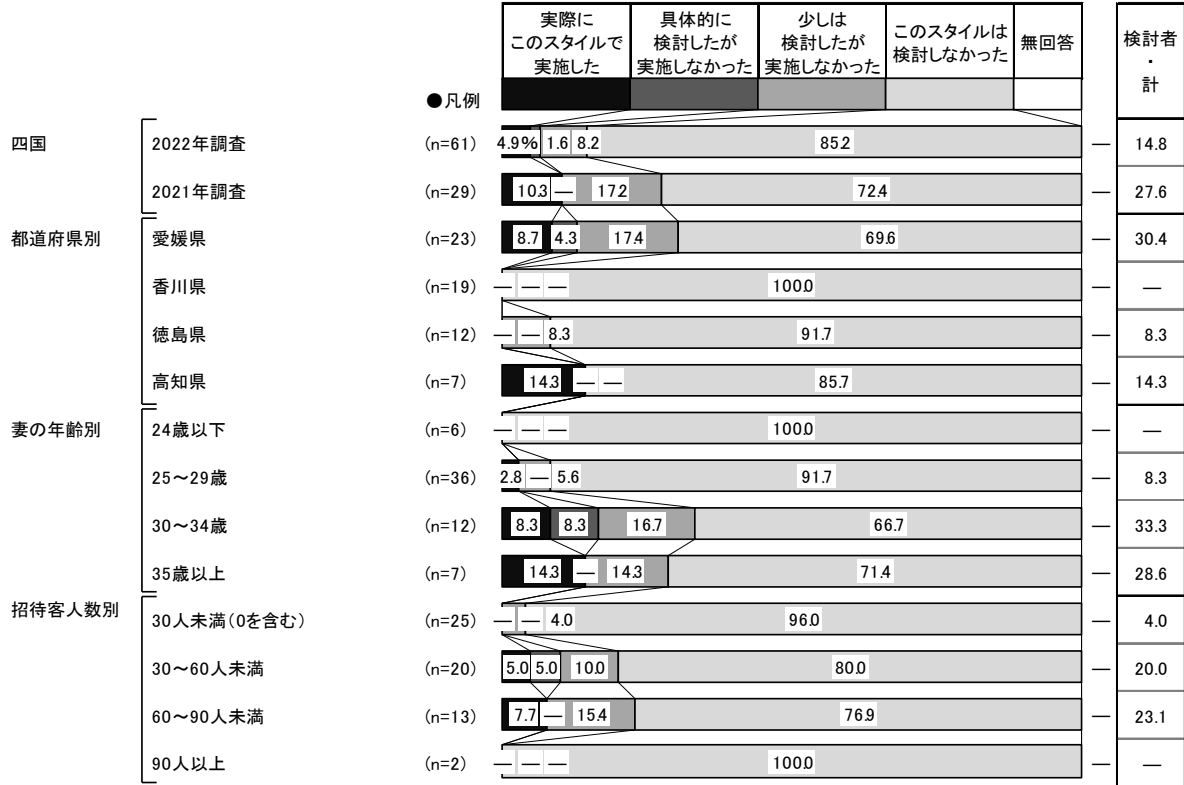 実際に
このスタイルで
実施した
具体的に
検討したが
実施しなかった
少しは
検討したが
実施しなかった
このスタイルは
検討しなかった
無回答
検討者
・
計
●凡例
四国 2022年調査 (n=61) 4.9% 1.6 8.2 85.2 — 14.8
2021年調査 (n=29) 10.3 — 17.2 72.4 — 27.6
都道府県別 愛媛県 (n=23) 8.7 4.3 17.4 69.6 — 30.4
香川県 (n=19) — — — 100.0 — —
徳島県 (n=12) — — 8.3 91.7 — 8.3
高知県 (n=7) 14.3 — — 85.7 — 14.3
妻の年齢別 24歳以下 (n=6) — — — 100.0 — —
25～29歳 (n=36) 2.8 — 5.6 91.7 — 8.3
30～34歳 (n=12) 8.3 8.3 16.7 66.7 — 33.3
35歳以上 (n=7) 14.3 — 14.3 71.4 — 28.6
招待客人数別 30人未満(0を含む) (n=25) — — 4.0 96.0 — 4.0
30～60人未満 (n=20) 5.0 5.0 10.0 80.0 — 20.0
60～90人未満 (n=13) 7.7 — 15.4 76.9 — 23.1
90人以上 (n=2) — — — 100.0 — —